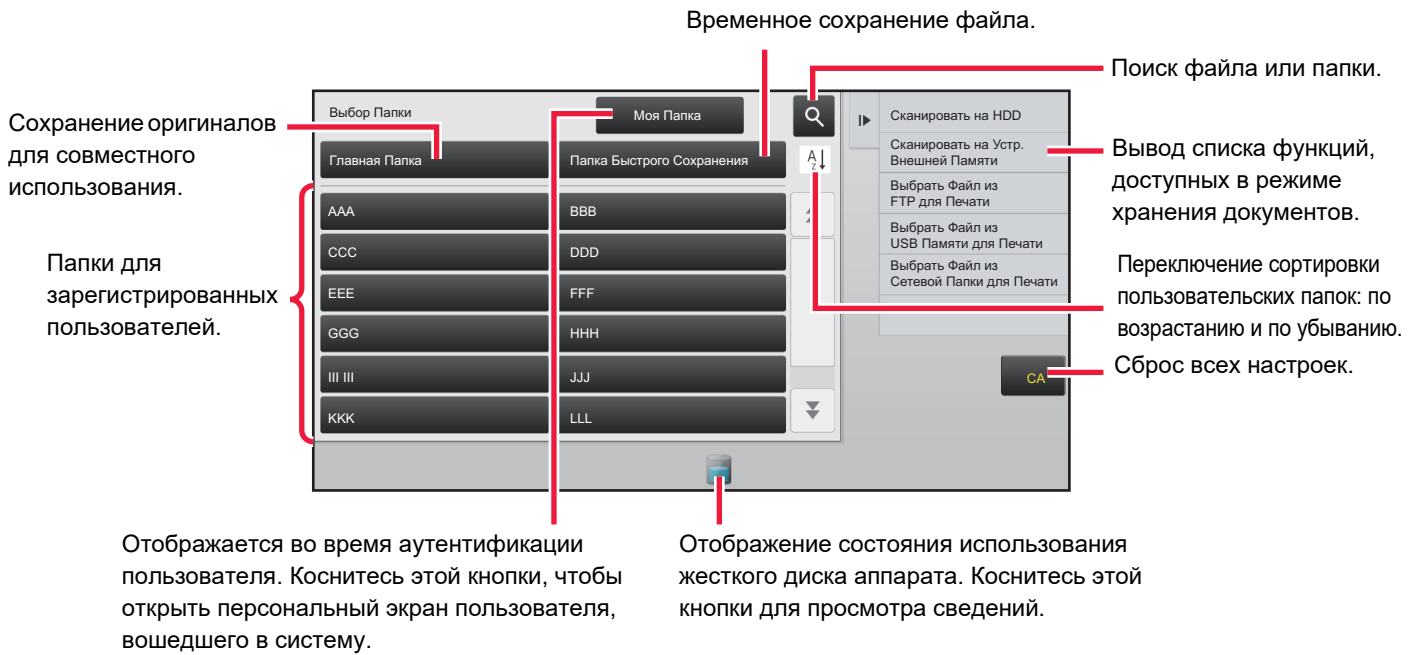 Временное сохранение файла.
Поиск файла или папки.
Сохранение оригиналов
для совместного
использования.
Выбор Папки
Моя Папка
Главная Папка
Папка Быстрого Сохранения
A
Z
AAA
BBB
CCC
DDD
EEE
FFF
GGG
HHH
III III
JJJ
KKK
LLL
Сканировать на HDD
Сканировать на Устр.
Внешней Памяти
Выбрать Файл из
FTP для Печати
Выбрать Файл из
USB Памяти для Печати
Выбрать Файл из
Сетевой Папки для Печати
CA
Вывод списка функций,
доступных в режиме
хранения документов.
Папки для
зарегистрированных
пользователей.
Переключение сортировки
пользовательских папок: по
возрастанию и по убыванию.
Сброс всех настроек.
Отображается во время аутентификации
пользователя. Коснитесь этой кнопки, чтобы
открыть персональный экран пользователя,
вошедшего в систему.
Отображение состояния использования
жесткого диска аппарата. Коснитесь этой
кнопки для просмотра сведений.